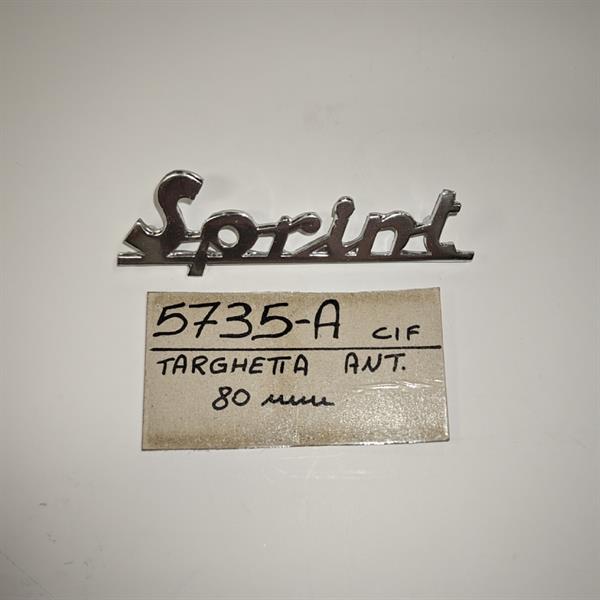 Sprint
5735-A CIF
TARGHETTA ANT.
80 mm